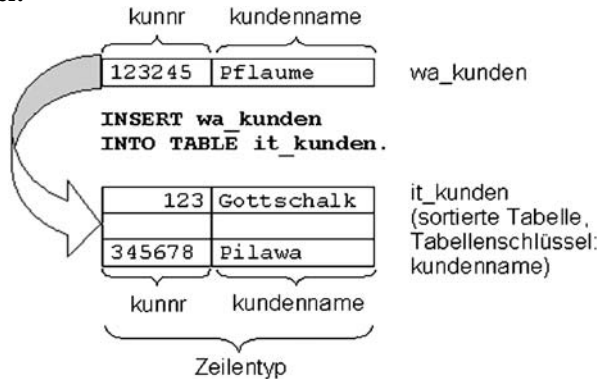 kunnr kundenname
123245 Pflaume wa_kunden
INSERT wa_kunden
INTO TABLE it_kunden.
123 Gottschalk it_kunden
(sortierte Tabelle,
Tabellenschlüssel:
345678 Pilawa kundenname)
kunnr kundenname
Zeilentyp